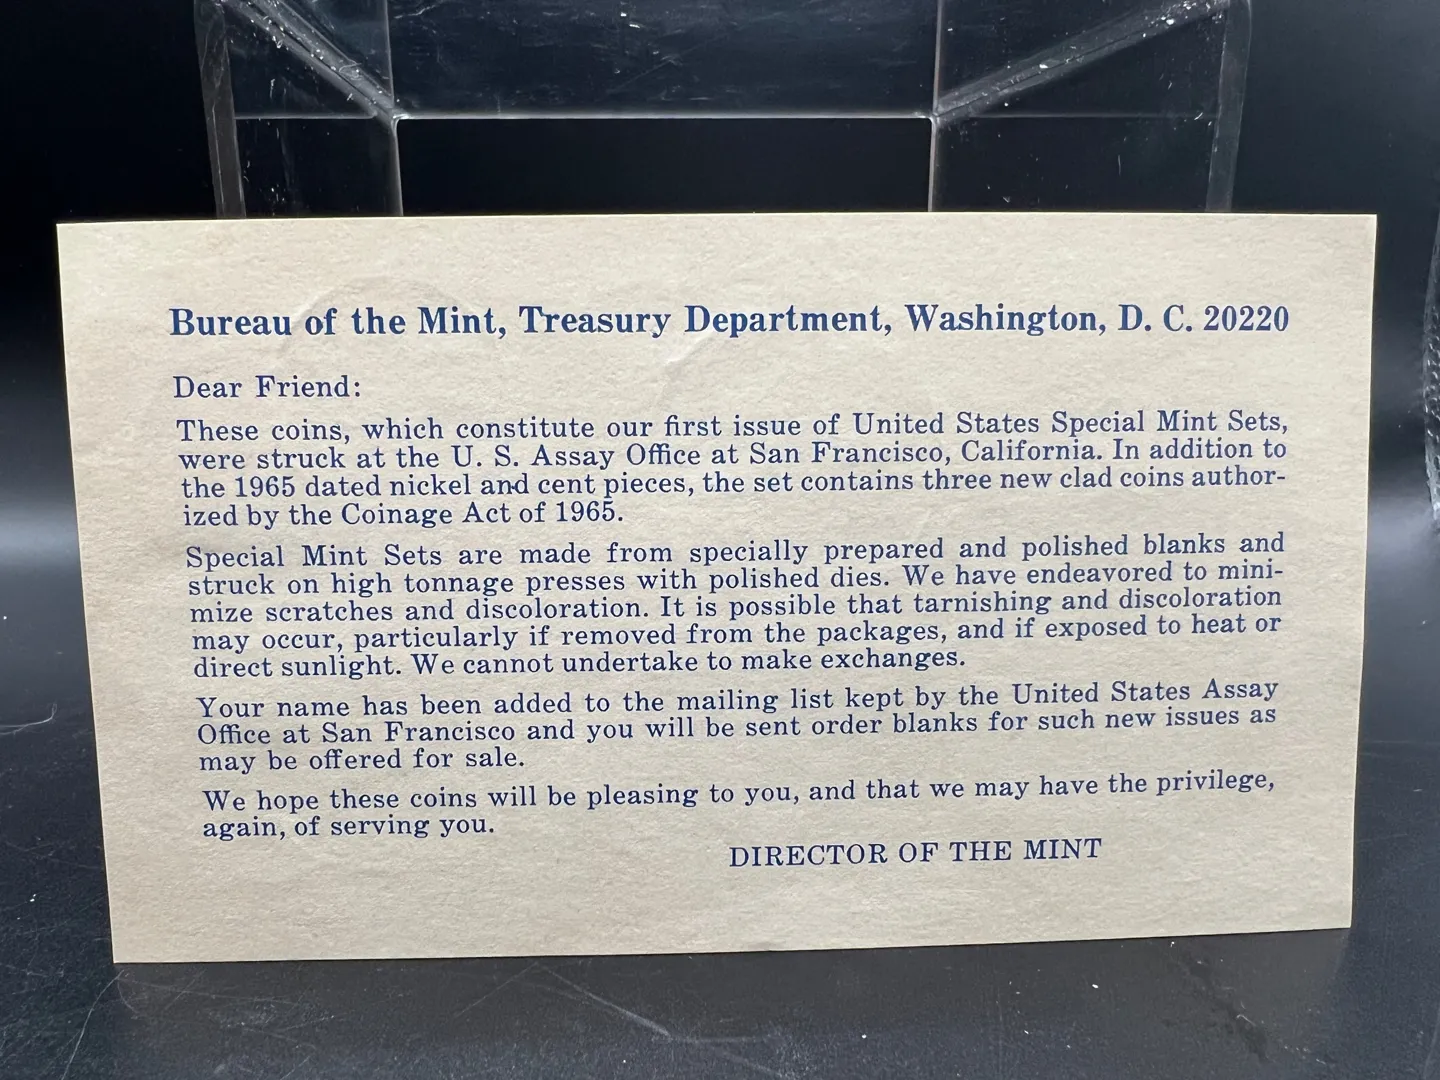 Bureau of the Mint, Treasury Department, Washington, D. C. 20220
Dear Friend:
These coins, which constitute our first issue of United States Special Mint Sets,
were struck at the U. S. Assay Office at San Francisco, California. In addition to
the 1965 dated nickel and cent pieces, the set contains three new clad coins author-
ized by the Coinage Act of 1965.
Special Mint Sets are made from specially prepared and polished blanks and
struck on high tonnage presses with polished dies. We have endeavored to mini-
mize scratches and discoloration. It is possible that tarnishing and discoloration
may occur, particularly if removed from the packages, and if exposed to heat or
direct sunlight. We cannot undertake to make exchanges.
Your name has been added to the mailing list kept by the United States Assay
Office at San Francisco and you will be sent order blanks for such new issues as
may be offered for sale.
We hope these coins will be pleasing to you, and that we may have the privilege,
again, of serving you.
DIRECTOR OF THE MINT